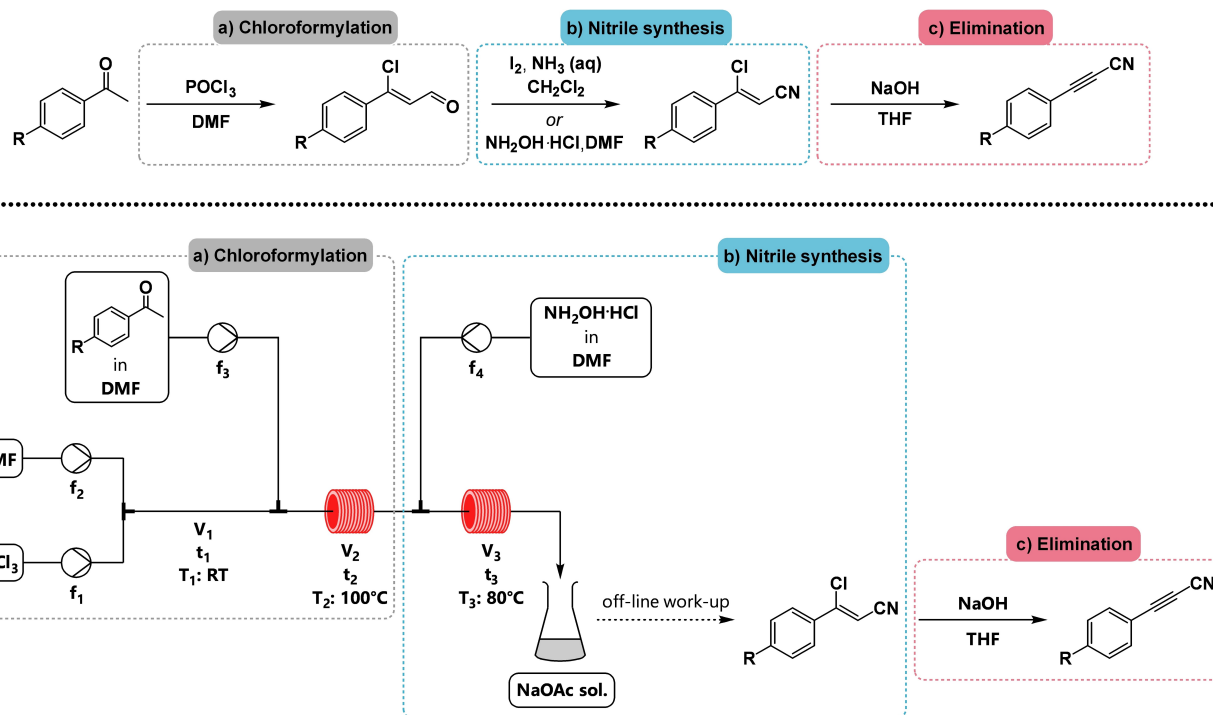 a) Chloroformylation
b) Nitrile synthesis
c) Elimination
O
R
POCl3
DMF
Cl
O
R
I2, NH3 (aq)
CH2Cl2
or
NH2OH·HCl, DMF
Cl
CN
R
NaOH
THF
CN
R
a) Chloroformylation
b) Nitrile synthesis
O
R
in
DMF
f3
NH2OH·HCl
in
DMF
f4
MF
f2
Cl3
f1
V1
t1
T1: RT
V2
t2
T2: 100°C
V3
t3
T3: 80°C
NaOAc sol.
off-line work-up
Cl
CN
R
c) Elimination
NaOH
THF
CN
R